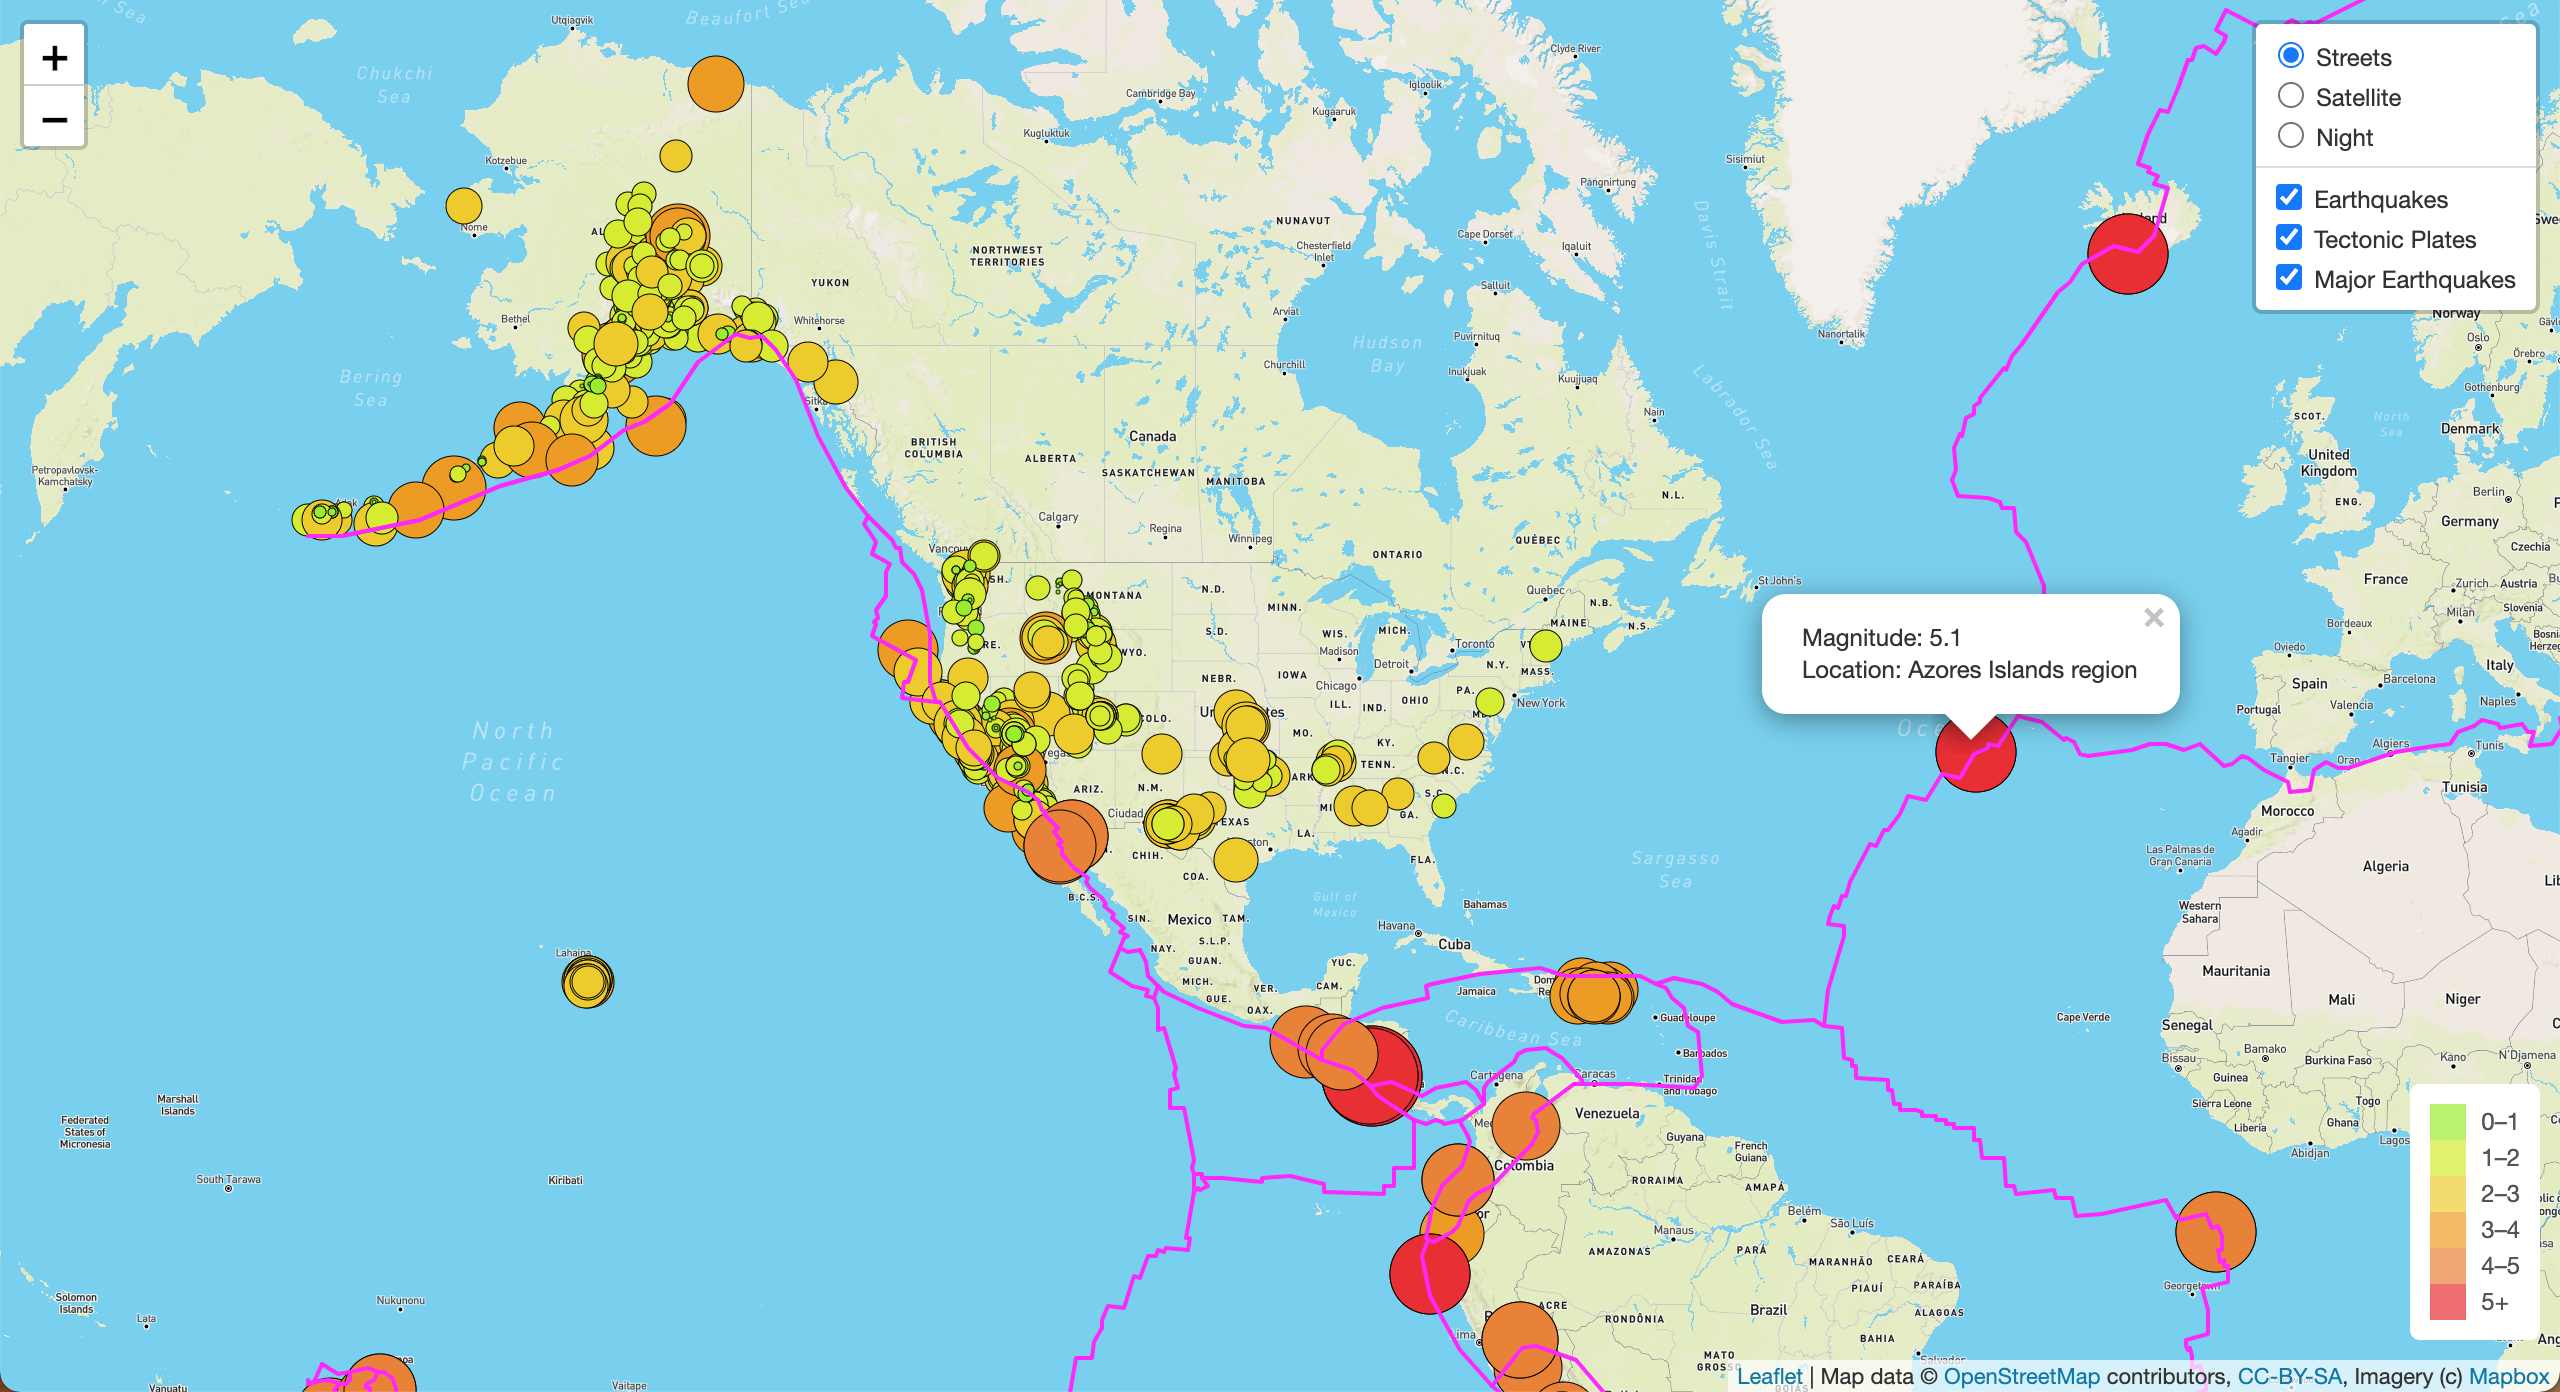 +
−
Streets
Satellite
Night
Earthquakes
Tectonic Plates
Major Earthquakes
Utqiagvik
Beaufort Sea
Chukchi
Sea
Clyde River
Igloolik
Cambridge Bay
Kugaaruk
Kugluktuk
Kotzebue
Sisimiut
Pangnirtung
Davis Strait
Nome
NUNAVUT
Cape Dorset
Chesterfield
Inlet
Iqaluit
NORTHWEST
TERRITORIES
YUKON
Salluit
Bethel
Whitehorse
Arviat
Puvirnituq
Nanortalik
Norway
Oslo
Örebro
Hudson
Bay
Churchill
Inukjuak
Kuujjuaq
Labrador Sea
Gothenburg
Bering
Sea
Nain
SCOT.
North
Sea
Denmark
BRITISH
COLUMBIA
Canada
ALBERTA
SASKATCHEWAN
MANITOBA
United
Kingdom
Petropavlovsk-
Kamchatsky
N.L.
ENG.
Berlin
Germany
Calgary
Regina
Winnipeg
ONTARIO
QUÉBEC
Czechia
France
Zurich
Austria
St John's
Quebec
N.B.
MAINE
N.S.
MONTANA
N.D.
MINN.
Milan
Slovenia
Bordeaux
S.D.
WIS.
Madison
MICH.
Toronto
Detroit
N.Y.
MASS.
Oviedo
Italy
WYO.
NEBR.
IOWA
Chicago
Spain
Barcelona
Naples
PA.
OHIO
ILL.
IND.
New York
Portugal
Valencia
Magnitude: 5.1
Location: Azores Islands region
×
North
Pacific
Ocean
MO.
KY.
TENN.
Algiers
Tunis
Tangier
Oran
Tunisia
ARIZ.
N.M.
Morocco
Agadir
GA.
LA.
Las Palmas de
Gran Canaria
Algeria
CHIH.
FLA.
Sargasso
Sea
COA.
B.C.S.
Gulf of
Mexico
Bahamas
Western
Sahara
SIN.
Mexico
TAM.
Havana
Cuba
NAY.
S.L.P.
GUAN.
YUC.
Lahaina
MICH.
VER.
CAM.
GUE.
OAX.
Jamaica
Mauritania
Mali
Niger
Caribbean Sea
Guadeloupe
Barbados
Cape Verde
Senegal
Bissau
Bamako
Burkina Faso
Kano
N'Djamena
Guinea
Cartagena
Caracas
Trinidad
and Tobago
Sierra Leone
Togo
Marshall
Islands
Federated
States of
Micronesia
Venezuela
Guyana
French
Guiana
Liberia
Ghana
Lagos
Abidjan
South Tarawa
Kiribati
Colombia
RORAIMA
AMAPÁ
Belém
São Luís
Manaus
AMAZONAS
PARÁ
MARANHÃO
CEARÁ
PIAUÍ
PARAÍBA
Solomon
Islands
Lata
Nukunonu
ACRE
RONDÔNIA
Brazil
ALAGOAS
Lima
BAHIA
MATO
GROSSO
Salvador
Vanuatu
Vaitape
0–1
1–2
2–3
3–4
4–5
5+
Leaflet | Map data © OpenStreetMap contributors, CC-BY-SA, Imagery (c) Mapbox